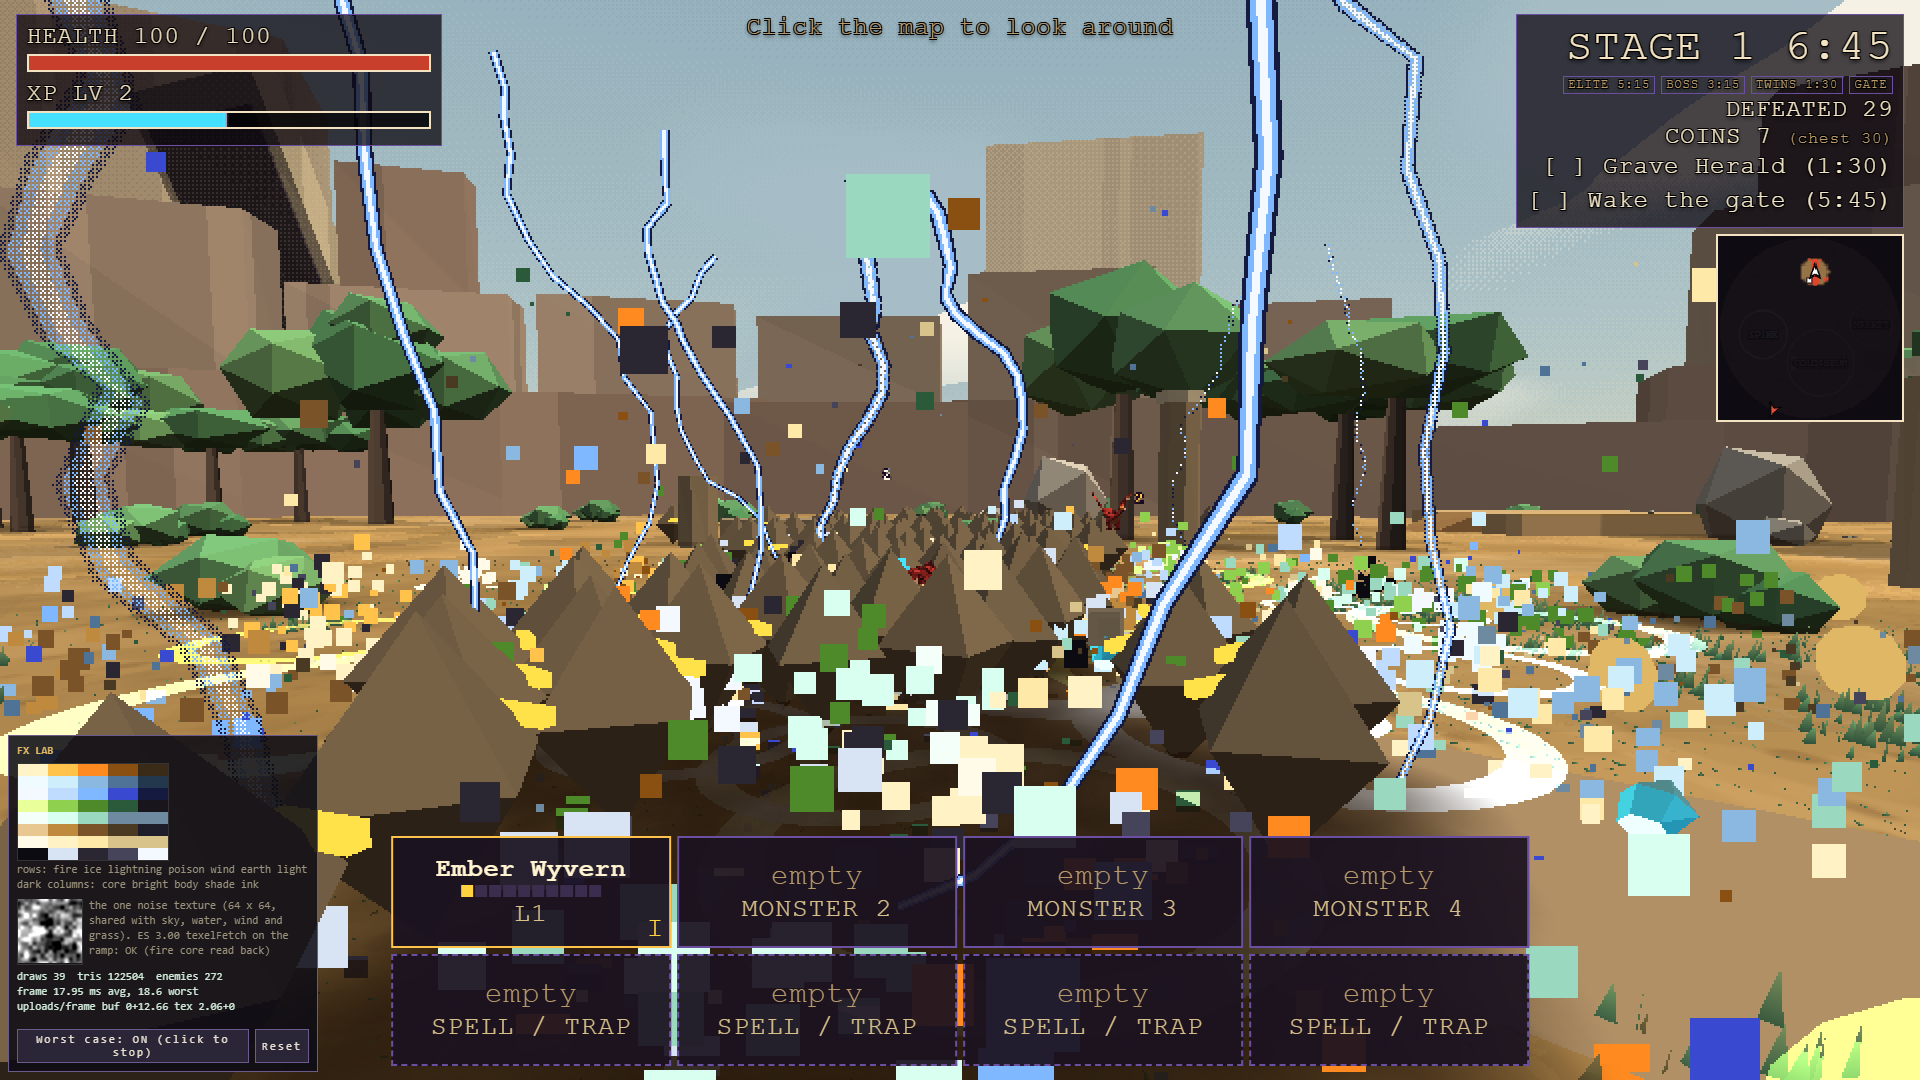 HEALTH 100 / 100
XP LV 2
Click the map to look around
STAGE 1 6:45
ELITE 5:15 BOSS 3:15 TWINS 1:30 GATE
DEFEATED 29
COINS 7 (chest 30)
[ ] Grave Herald (1:30)
[ ] Wake the gate (5:45)
2
2
FX LAB
rows: fire ice lightning poison wind earth light
dark columns: core bright body shade ink
the one noise texture (64 x 64,
shared with sky, water, wind and
grass). ES 3.00 texelFetch on the
ramp: OK (fire core read back)
draws 39 tris 122504 enemies 272
frame 17.95 ms avg, 18.6 worst
uploads/frame buf 0+12.66 tex 2.06+0
Worst case: ON (click to
stop)
Reset
Ember Wyvern
L1
I
empty
MONSTER 2
empty
MONSTER 3
empty
MONSTER 4
empty
SPELL / TRAP
empty
SPELL / TRAP
empty
SPELL / TRAP
empty
SPELL / TRAP